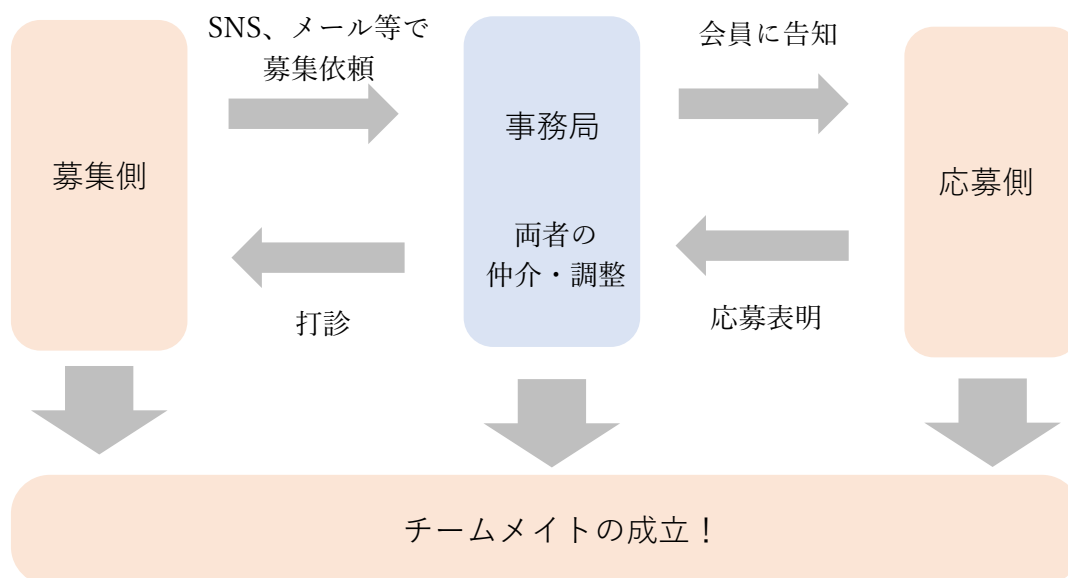 SNS、メール等で
募集依頼
会員に告知
募集側
事務局
両者の
仲介・調整
応募側
打診
応募表明
チームメイトの成立！